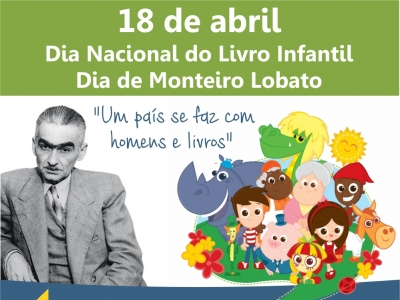 18 de abril
Dia Nacional do Livro Infantil
Dia de Monteiro Lobato
"Um país se faz com
homens e livros"